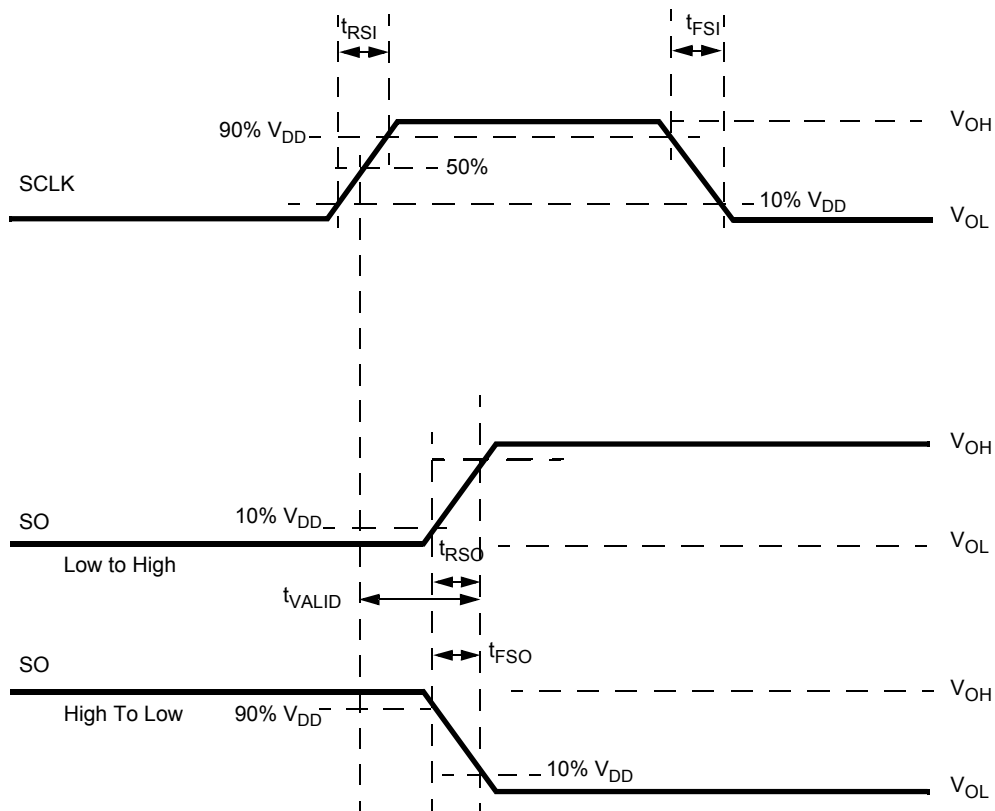 tRSI
tFSI
90% VDD
VOH
50%
SCLK
10% VDD
VOL
VOH
SO
10% VDD
Low to High
tRSO
VOL
tVALID
tFSO
SO
VOH
High To Low
90% VDD
10% VDD
VOL